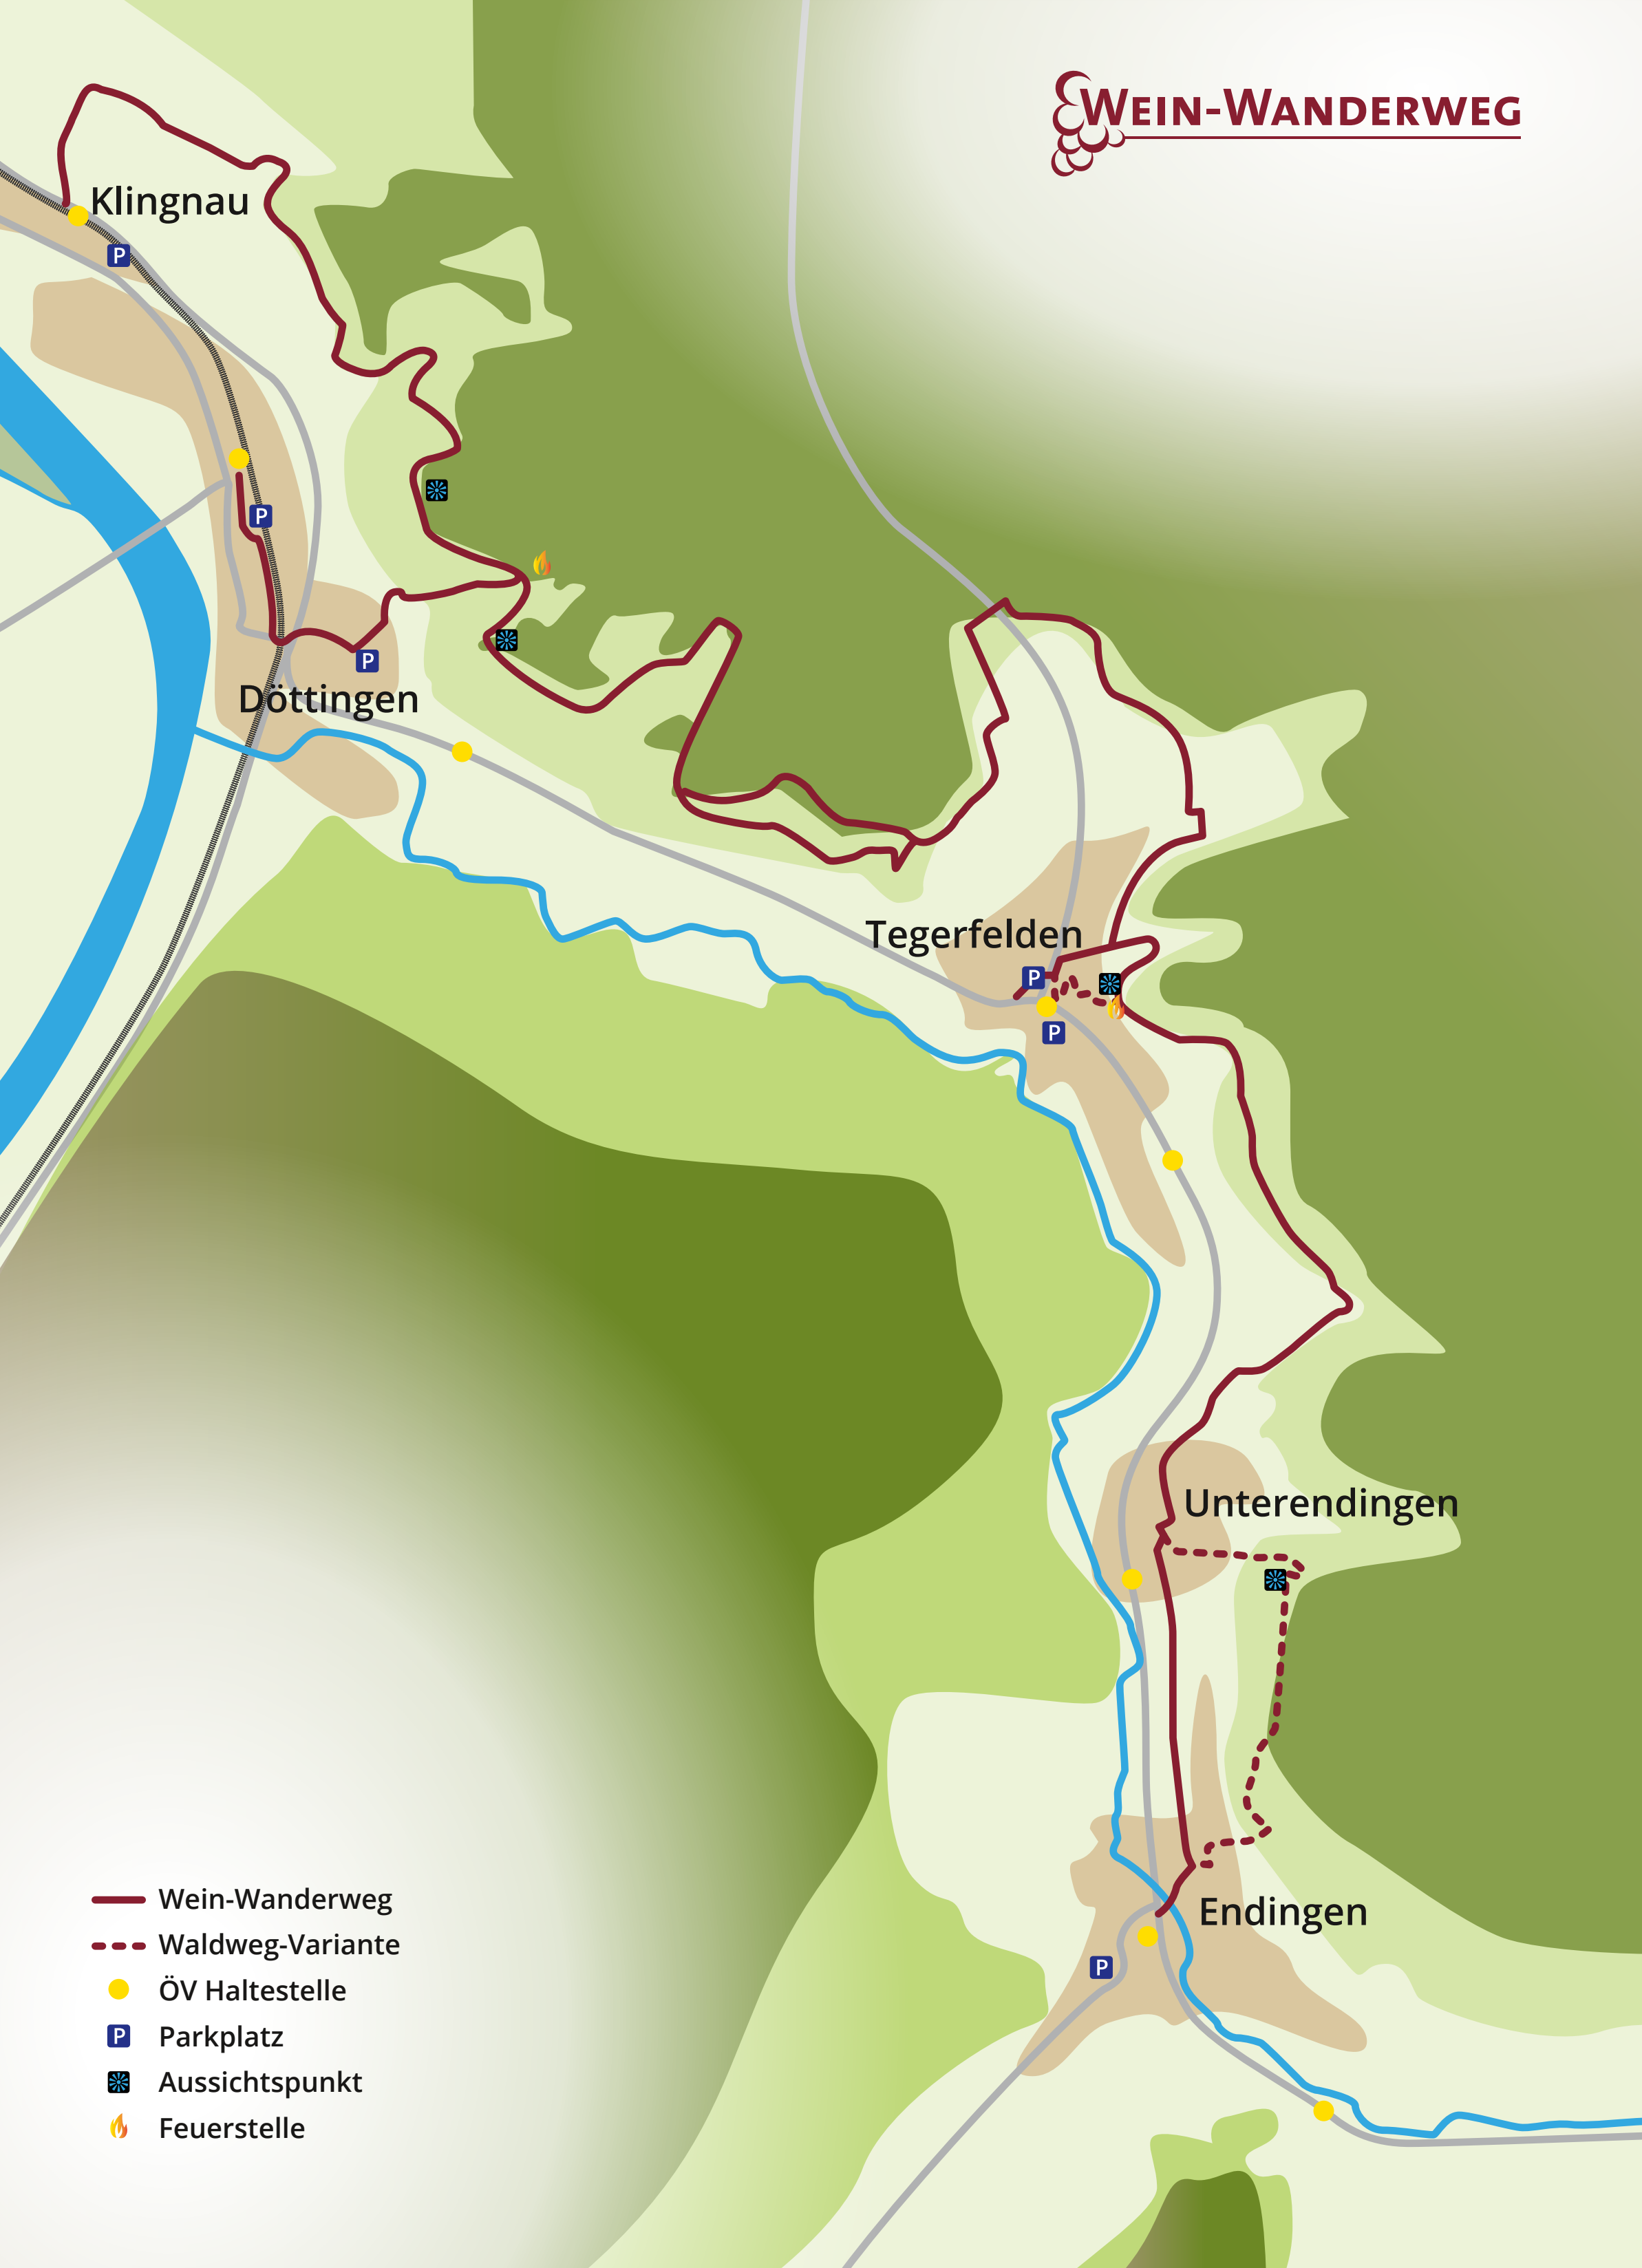 WEIN-WANDERWEG
Klingnau
P
P
P
Döttingen
Tegerfelden
P
P
Unterendingen
Endingen
P
Wein-Wanderweg
Waldweg-Variante
ÖV Haltestelle
P Parkplatz
Aussichtspunkt
Feuerstelle